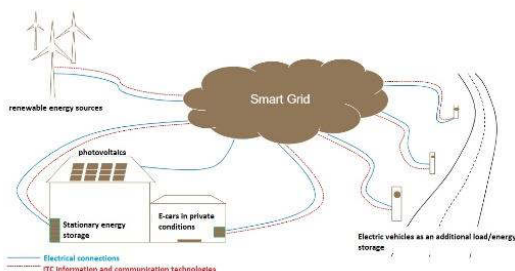 Smart Grid
renewable energy sources
photovoltaics
Stationary energy
storage
E-cars in private
conditions
Electric vehicles as an additional load/energy
storage
Electrical connections
ITC Information and communication technologies